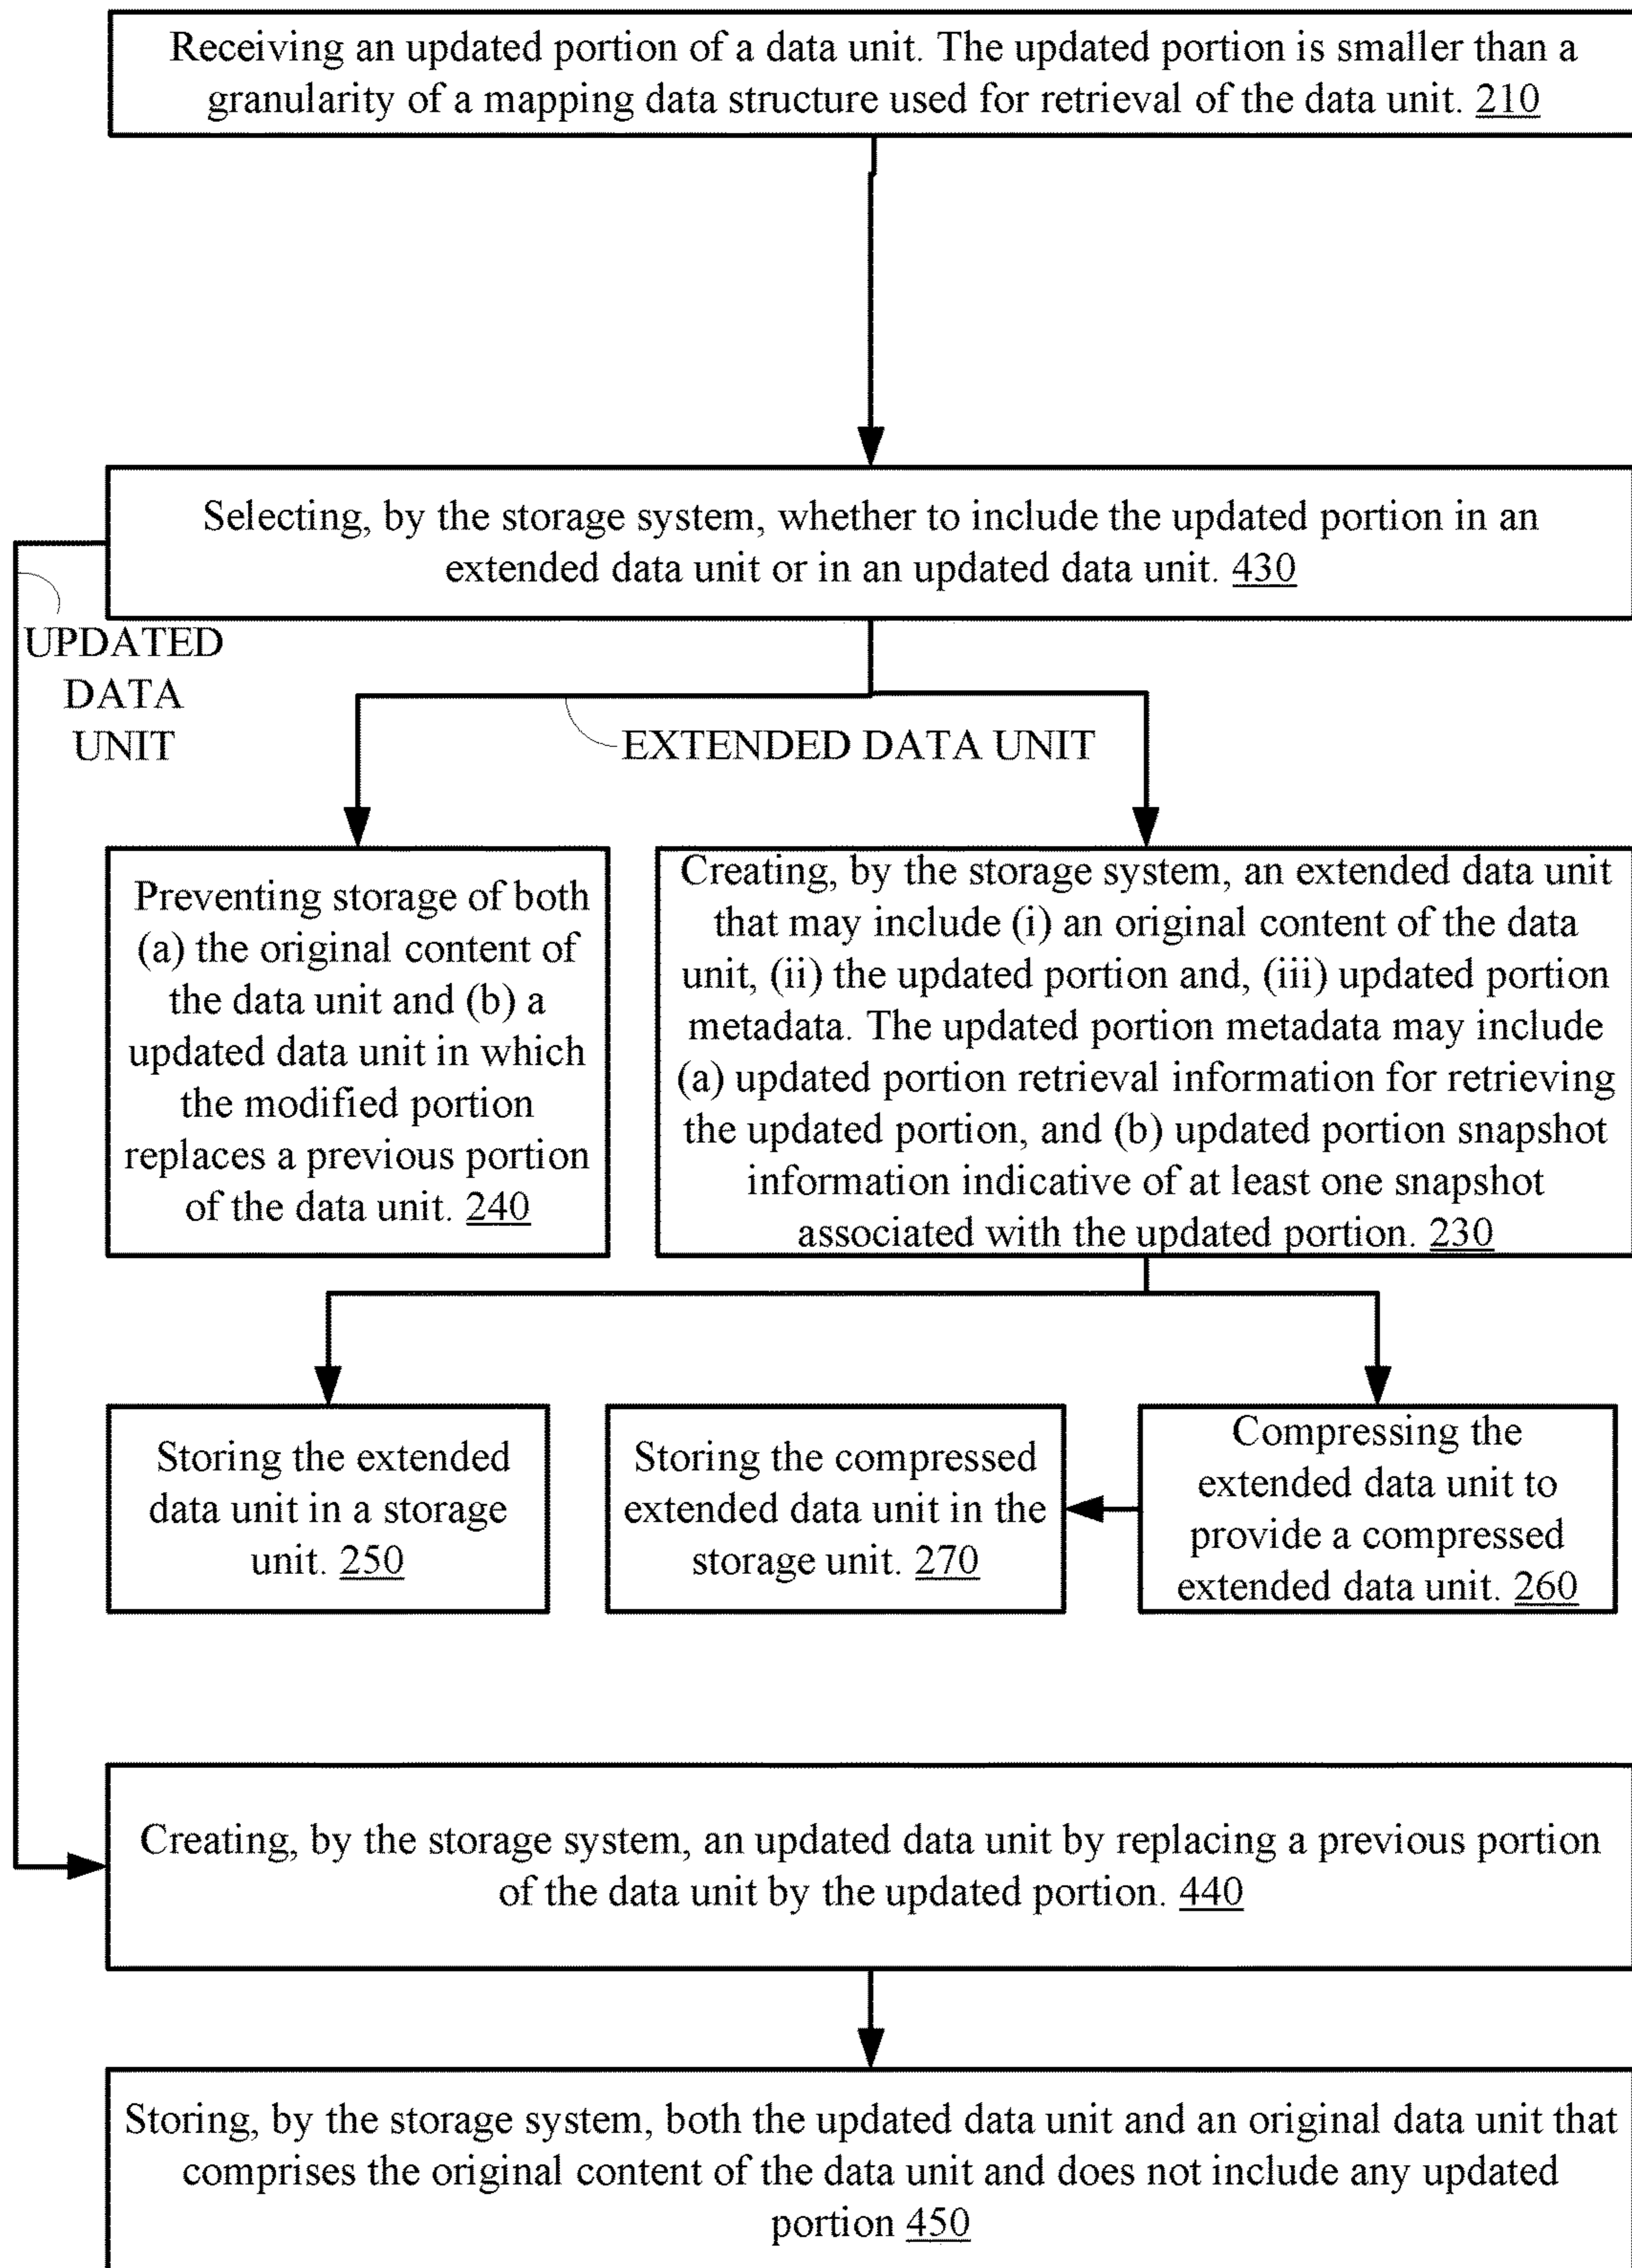 Receiving an updated portion of a data unit. The updated portion is smaller than a
granularity of a mapping data structure used for retrieval of the data unit. 210
Selecting, by the storage system, whether to include the updated portion in an
extended data unit or in an updated data unit. 430
UPDATED
DATA
UNIT
EXTENDED DATA UNIT
Preventing storage of both
(a) the original content of
the data unit and (b) a
updated data unit in which
the modified portion
replaces a previous portion
of the data unit. 240
Creating, by the storage system, an extended data unit
that may include (i) an original content of the data
unit, (ii) the updated portion and, (iii) updated portion
metadata. The updated portion metadata may include
(a) updated portion retrieval information for retrieving
the updated portion, and (b) updated portion snapshot
information indicative of at least one snapshot
associated with the updated portion. 230
Storing the extended
data unit in a storage
unit. 250
Storing the compressed
extended data unit in the
storage unit. 270
Compressing the
extended data unit to
provide a compressed
extended data unit. 260
Creating, by the storage system, an updated data unit by replacing a previous portion
of the data unit by the updated portion. 440
Storing, by the storage system, both the updated data unit and an original data unit that
comprises the original content of the data unit and does not include any updated
portion 450